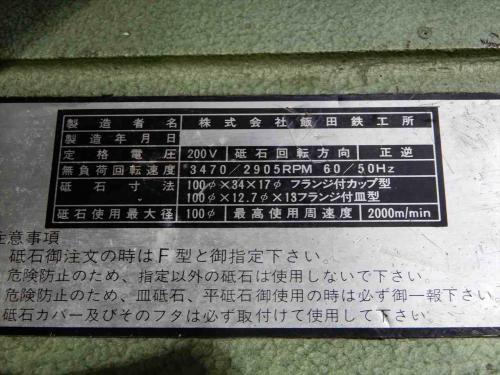 製造者名 株式会社飯田鉄工所
製造年月日
定格電圧 200V 砥石回転方向 正逆
無負荷回転速度 3470/2905RPM 60/50Hz
砥石寸法 100φ×34×17φ フランジ付カップ型
100φ×12.7φ×13フランジ付皿型
砥石使用最大径 100φ 最高使用周速度 2000m/min
注意事項
砥石御注文の時はF型と御指定下さい。
危険防止のため、指定以外の砥石は使用しないで下さい。
危険防止のため、皿砥石、平砥石御使用の時は必ず御一報下さい。
砥石カバー及びそのフタは必ず取付けて使用して下さい。